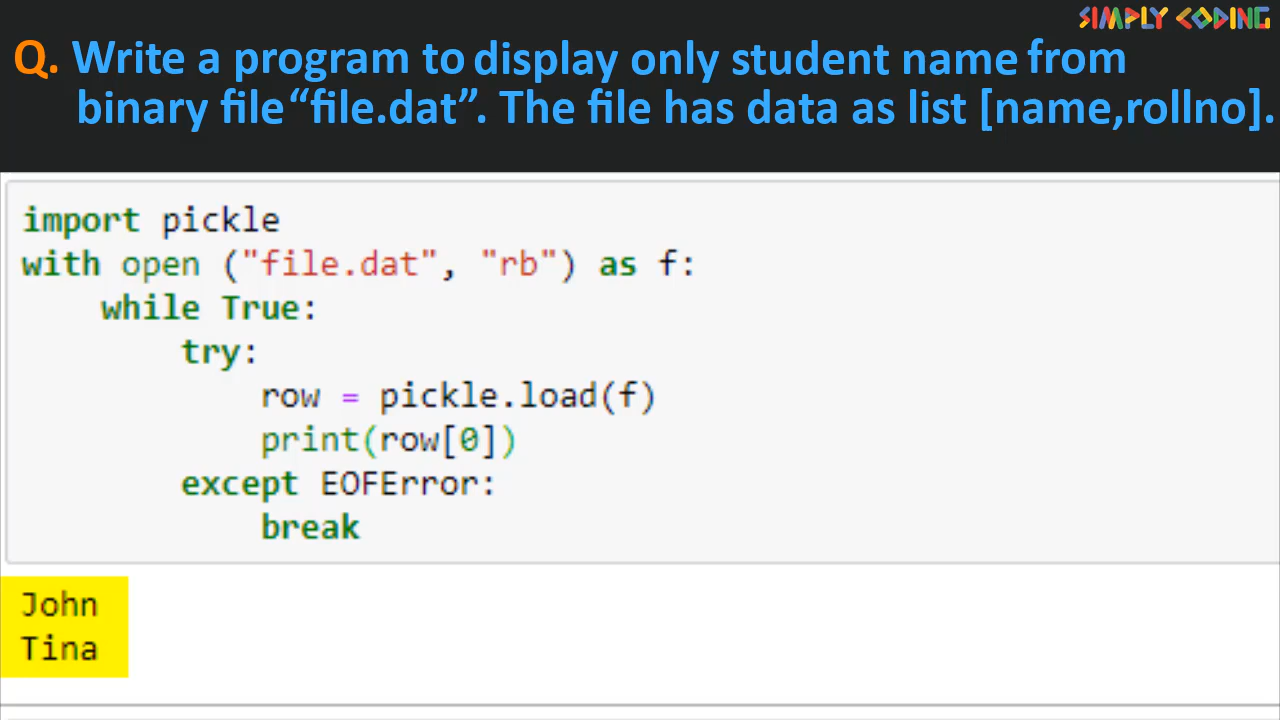 SIMPLY CODING
Q. Write a program to display only student name from
binary file“file.dat”. The file has data as list [name,rollno].
import pickle
with open ("file.dat", "rb") as f:
    while True:
        try:
            row = pickle.load(f)
            print(row[0])
        except EOFError:
            break
John
Tina